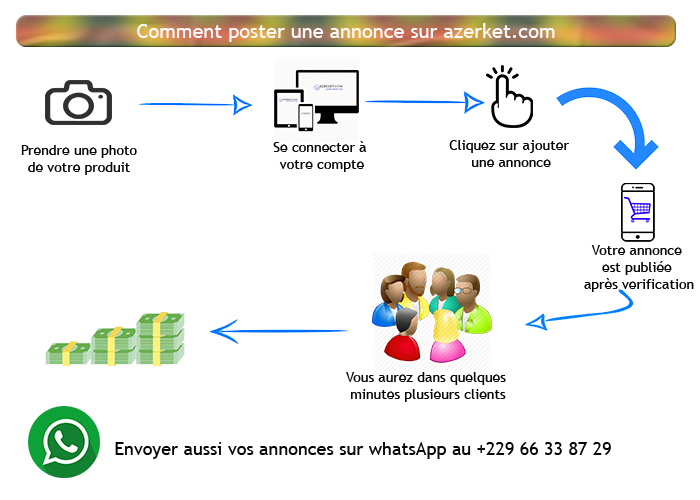 Comment poster une annonce sur azerket.com
Prendre une photo
de votre produit
AZERKET.COM
Se connecter à
votre compte
Cliquez sur ajouter
une annonce
Votre annonce
est publiée
après verification
Vous aurez dans quelques
minutes plusieurs clients
Envoyer aussi vos annonces sur whatsApp au +229 66 33 87 29